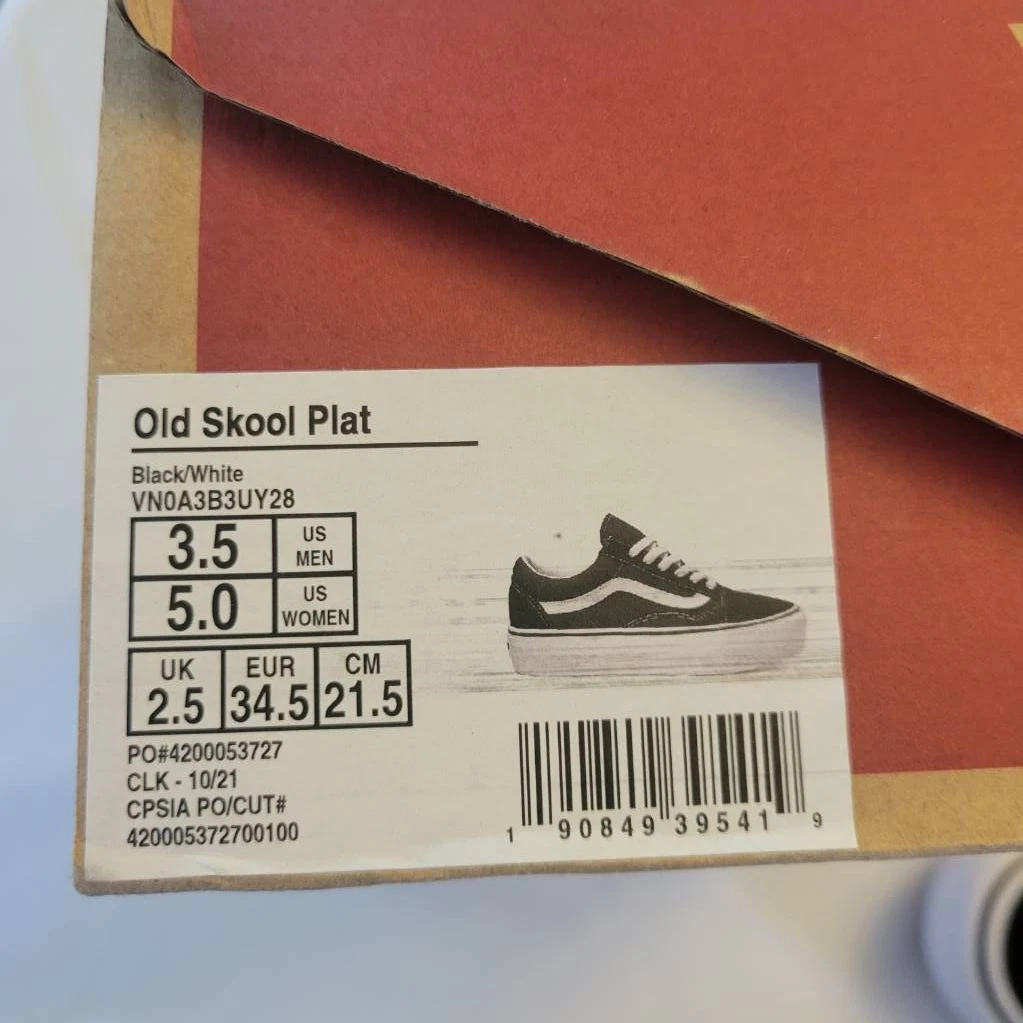 Old Skool Plat
Black/White
VN0A3B3UY28
3.5 US MEN
5.0 US WOMEN
UK EUR CM
2.5 34.5 21.5
PO#4200053727
CLK - 10/21
CPSIA PO/CUT#
420005372700100
1 90849 39541 9